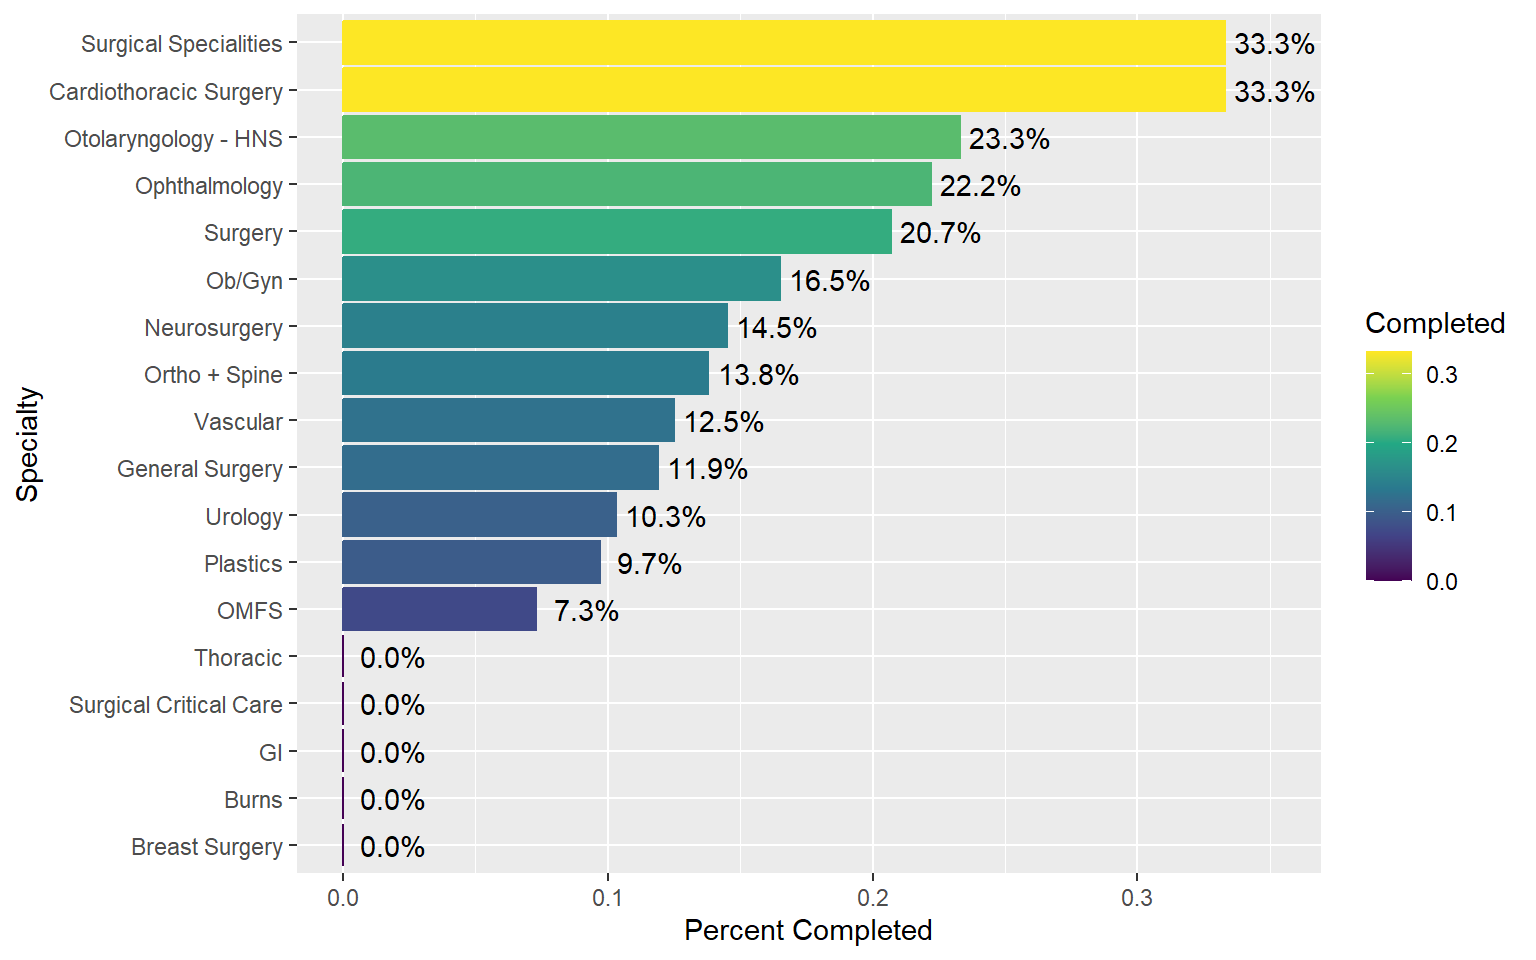 Surgical Specialities 33.3%
Cardiothoracic Surgery 33.3%
Otolaryngology - HNS 23.3%
Ophthalmology 22.2%
Surgery 20.7%
Ob/Gyn 16.5%
Neurosurgery 14.5%
Ortho + Spine 13.8%
Vascular 12.5%
General Surgery 11.9%
Urology 10.3%
Plastics 9.7%
OMFS 7.3%
Thoracic 0.0%
Surgical Critical Care 0.0%
GI 0.0%
Burns 0.0%
Breast Surgery 0.0%
0.0 0.1 0.2 0.3
Percent Completed
Specialty
Completed
0.3
0.2
0.1
0.0